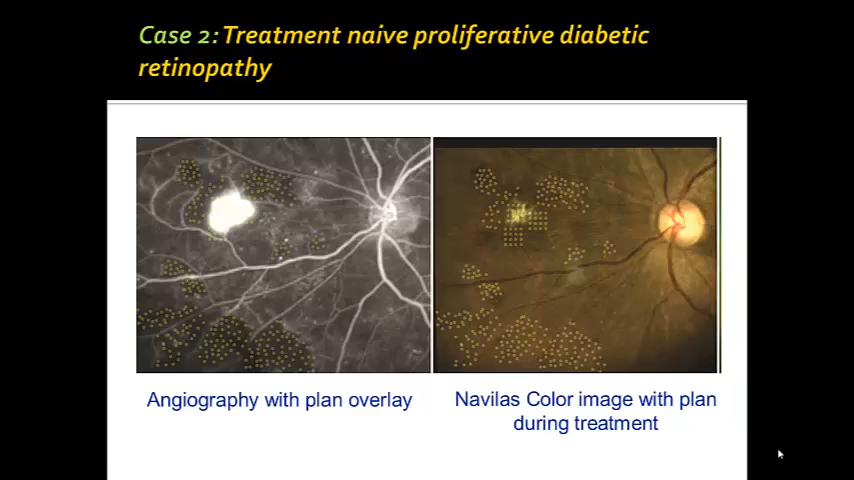 Case 2: Treatment naive proliferative diabetic
retinopathy
Angiography with plan overlay
Navilas Color image with plan
during treatment